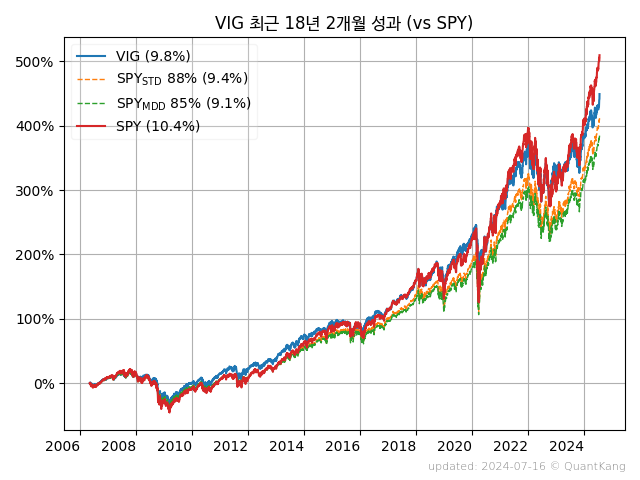 VIG 최근 18년 2개월 성과 (vs SPY)
VIG (9.8%)
SPY_STD 88% (9.4%)
SPY_MDD 85% (9.1%)
SPY (10.4%)
500%
400%
300%
200%
100%
0%
2006 2008 2010 2012 2014 2016 2018 2020 2022 2024
updated: 2024-07-16 © QuantKang